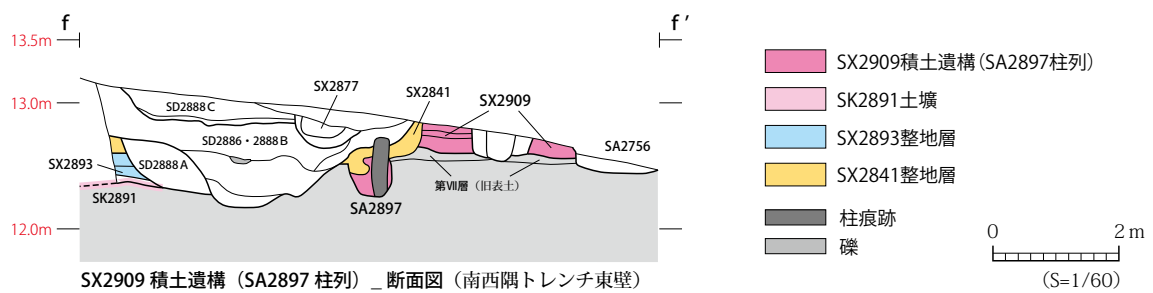 f
f '
13.5m
13.0m
12.0m
SD2888C
SX2877
SX2841
SX2909
SD2886・2888B
SA2756
SX2893
SD2888A
第Ⅶ層（旧表土）
SK2891
SA2897
SX2909 積土遺構（SA2897 柱列）_ 断面図（南西隅トレンチ東壁）
SX2909積土遺構（SA2897柱列）
SK2891土壙
SX2893整地層
SX2841整地層
柱痕跡
礫
0 2 m
(S=1/60)